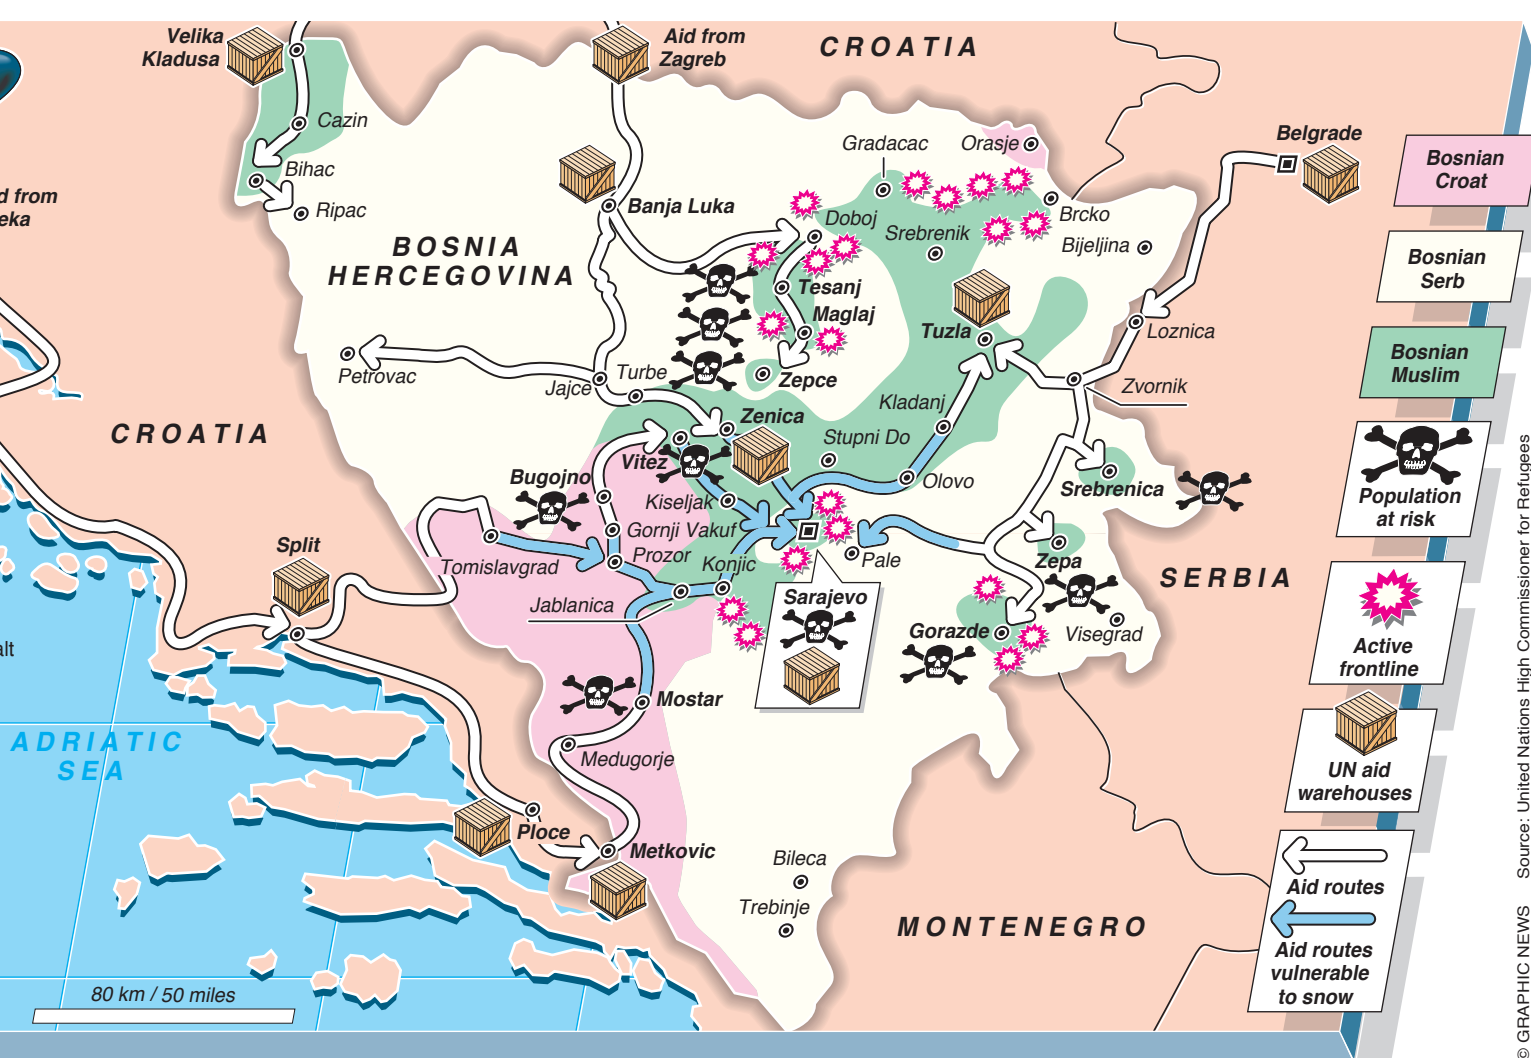 Velika
Kladusa
Aid from
Zagreb
CROATIA
Cazin
Bihac
Ripac
d from
eka
Banja Luka
BOSNIA
HERCEGOVINA
Gradacac
Orasje
Brcko
Bijeljina
Doboj
Srebrenik
Tesanj
Maglaj
Tuzla
Zepce
Belgrade
Loznica
Zvornik
Petrovac
Jajce
Turbe
Zenica
Kladanj
Stupni Do
Olovo
CROATIA
Bugojno
Vitez
Kiseljak
Gornji Vakuf
Prozor
Konjic
Tomislavgrad
Jablanica
Srebrenica
Zepa
Pale
Sarajevo
Gorazde
Visegrad
SERBIA
Split
alt
Mostar
Medugorje
ADRIATIC
SEA
Ploce
Metkovic
Bileca
Trebinje
MONTENEGRO
80 km / 50 miles
Bosnian
Croat
Bosnian
Serb
Bosnian
Muslim
Population
at risk
Active
frontline
UN aid
warehouses
Aid routes
Aid routes
vulnerable
to snow
© GRAPHIC NEWS Source: United Nations High Commissioner for Refugees